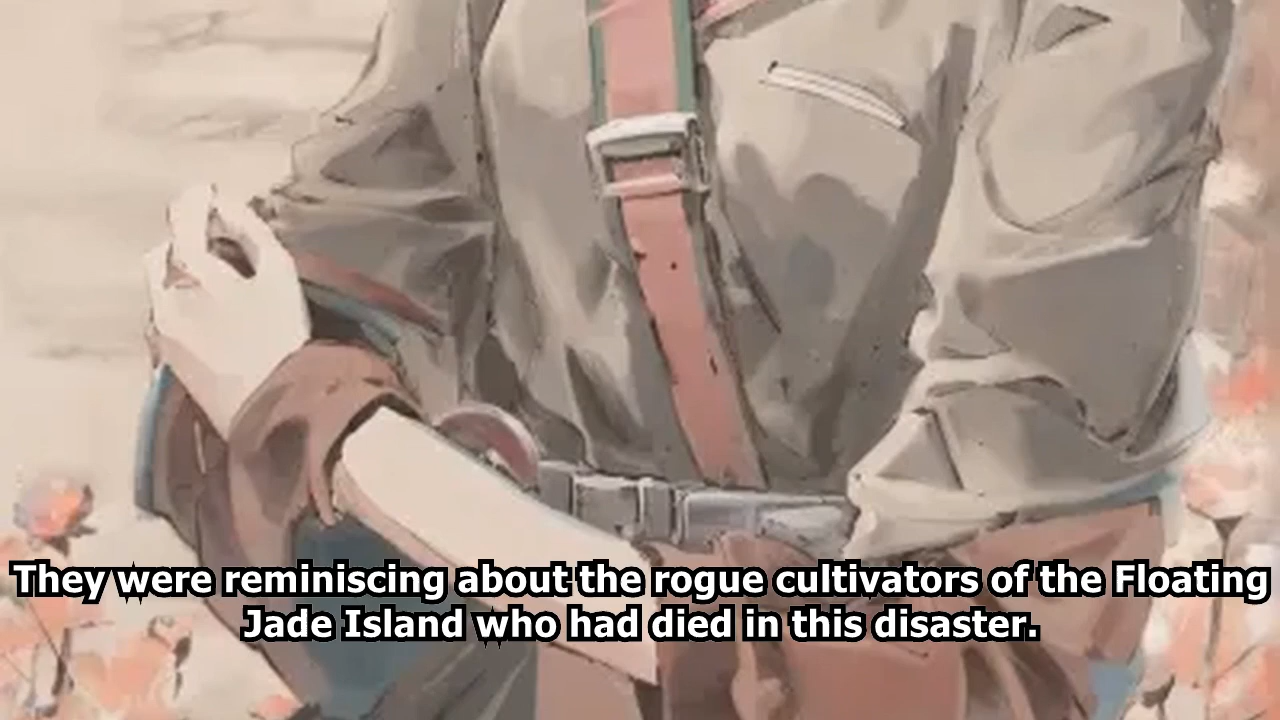 They were reminiscing about the rogue cultivators of the Floating
Jade Island who had died in this disaster.